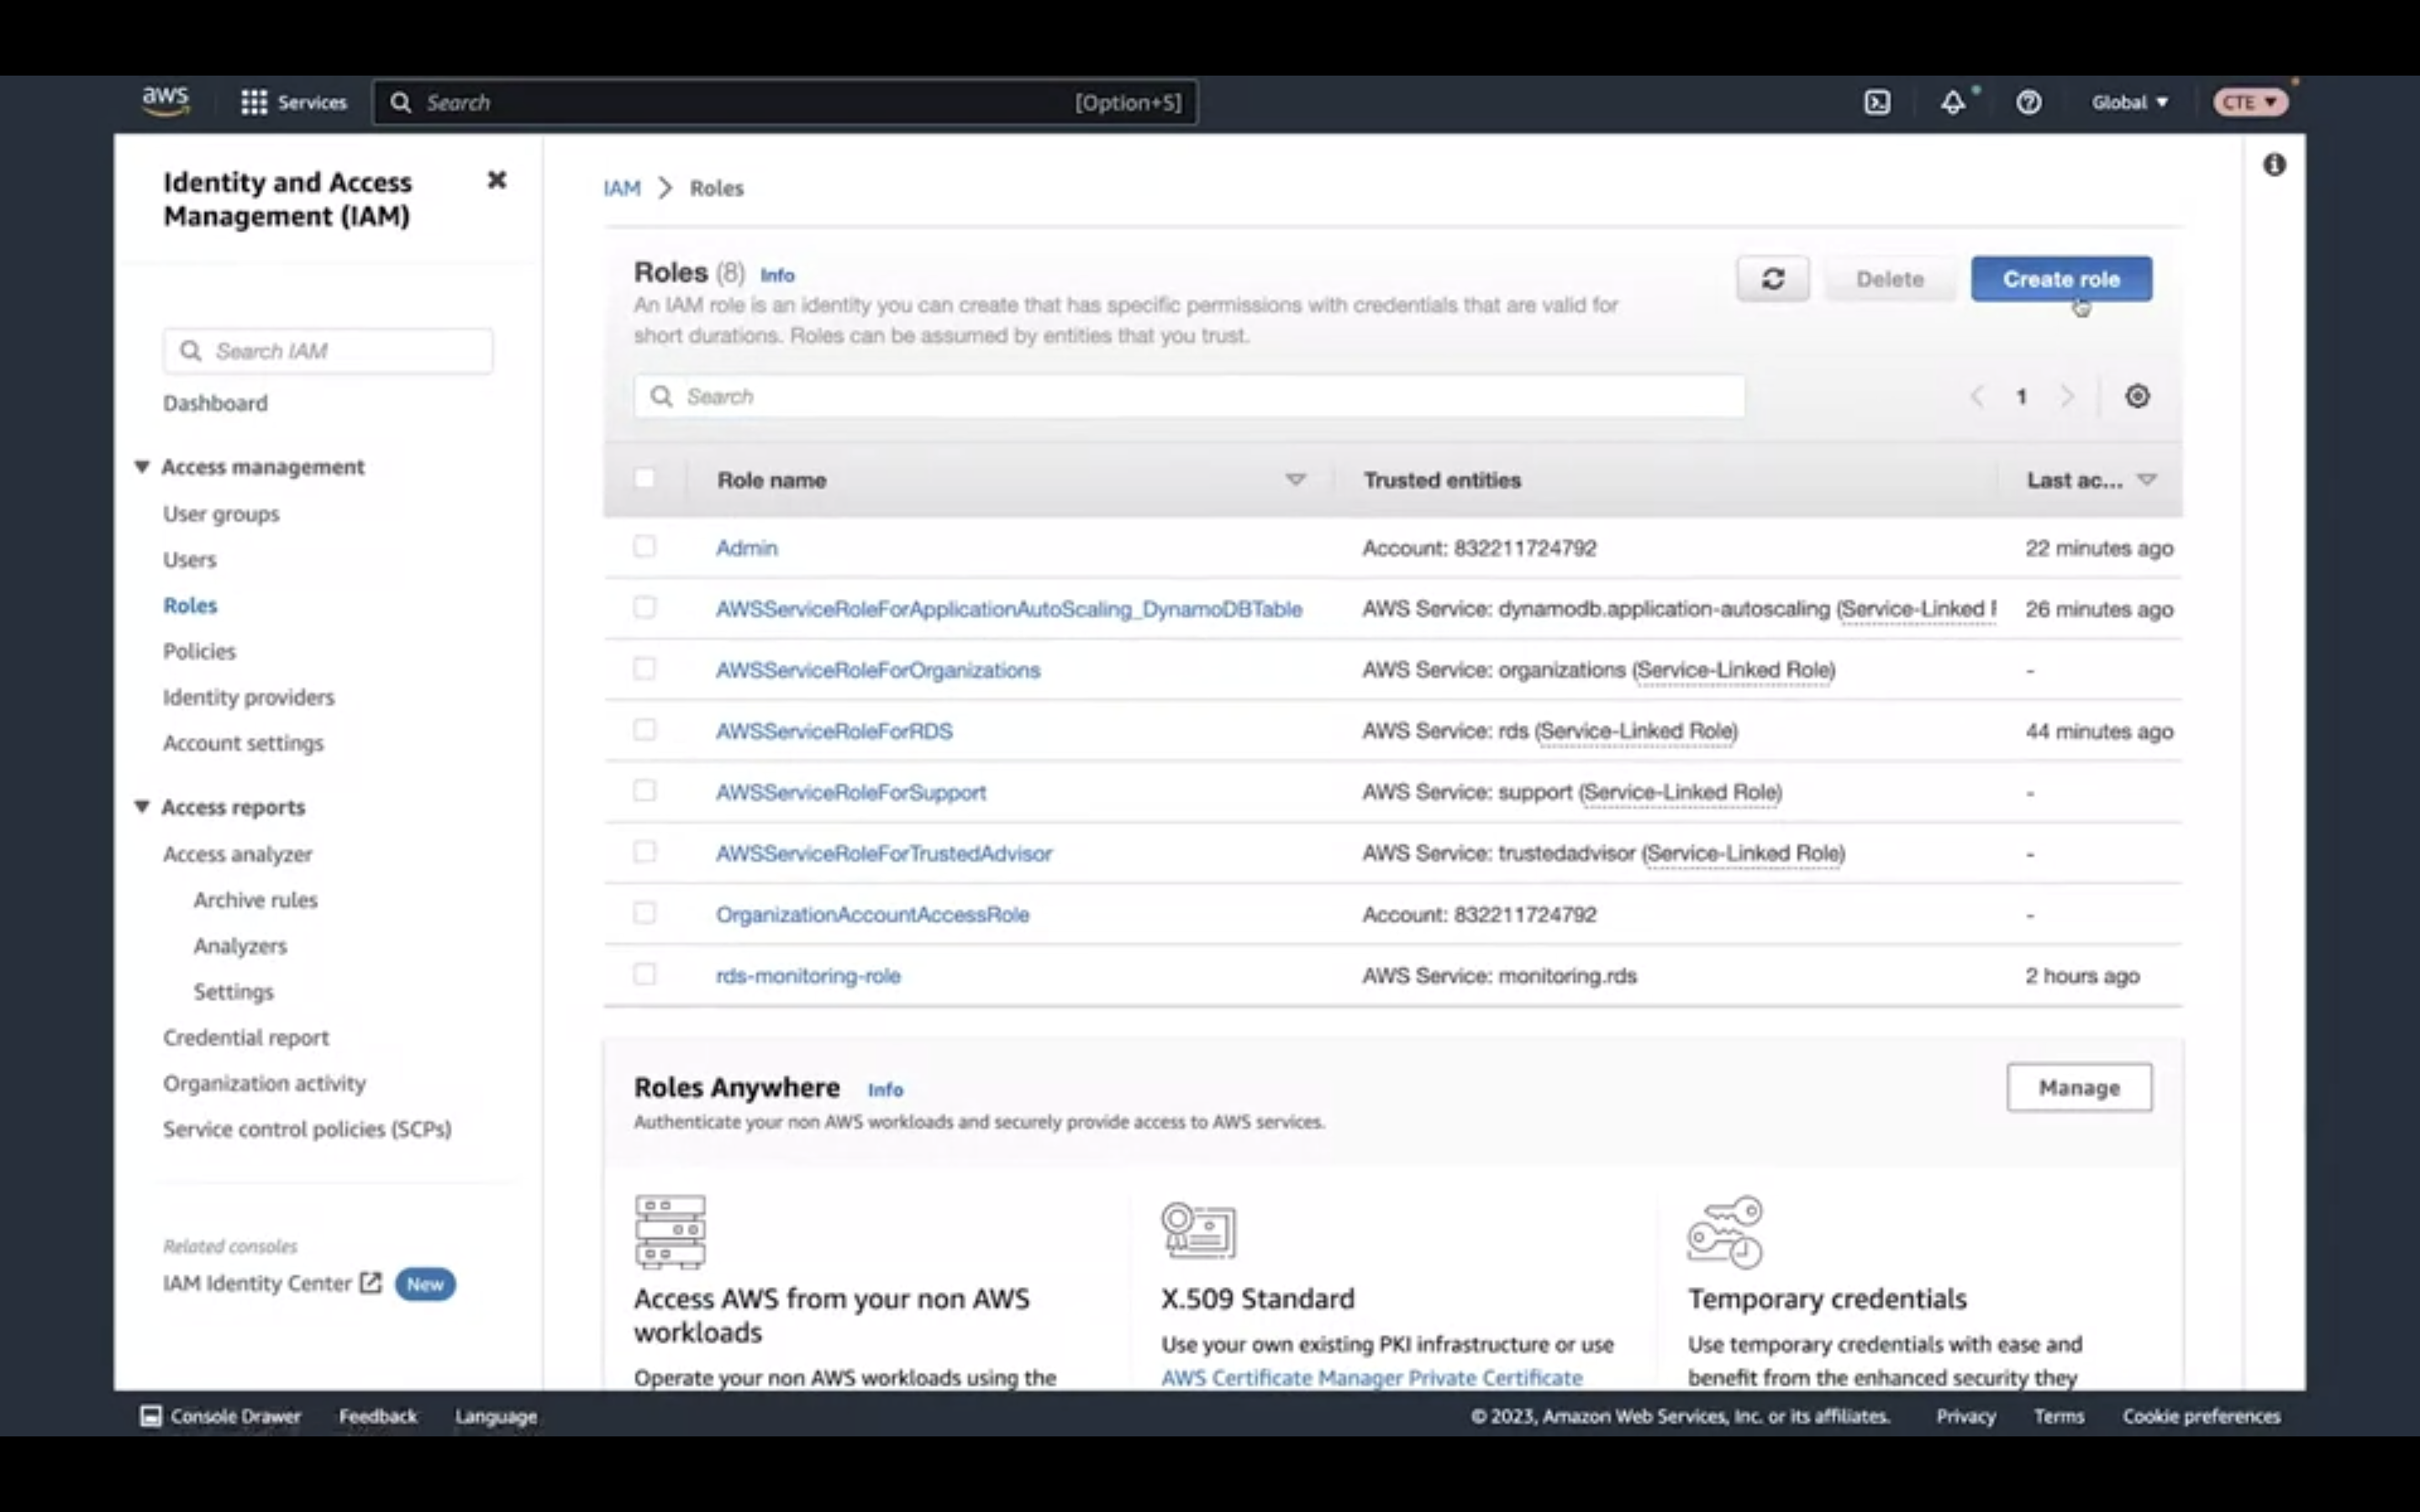 aws
Services
Search
[Option+S]
Global
CTE
Identity and Access
Management (IAM)
Search IAM
Dashboard
Access management
User groups
Users
Roles
Policies
Identity providers
Account settings
Access reports
Access analyzer
Archive rules
Analyzers
Settings
Credential report
Organization activity
Service control policies (SCPs)
Related consoles
IAM Identity Center New
IAM > Roles
Roles (8) Info
An IAM role is an identity you can create that has specific permissions with credentials that are valid for
short durations. Roles can be assumed by entities that you trust.
Delete
Create role
Search
1
Role name Trusted entities Last ac...
Admin Account: 832211724792 22 minutes ago
AWSServiceRoleForApplicationAutoScaling_DynamoDBTable AWS Service: dynamodb.application-autoscaling (Service-Linked 26 minutes ago
AWSServiceRoleForOrganizations AWS Service: organizations (Service-Linked Role) -
AWSServiceRoleForRDS AWS Service: rds (Service-Linked Role) 44 minutes ago
AWSServiceRoleForSupport AWS Service: support (Service-Linked Role) -
AWSServiceRoleForTrustedAdvisor AWS Service: trustedadvisor (Service-Linked Role) -
OrganizationAccountAccessRole Account: 832211724792 -
rds-monitoring-role AWS Service: monitoring.rds 2 hours ago
Roles Anywhere Info
Authenticate your non AWS workloads and securely provide access to AWS services.
Manage
Access AWS from your non AWS
workloads
Operate your non AWS workloads using the
X.509 Standard
Use your own existing PKI infrastructure or use
AWS Certificate Manager Private Certificate
Temporary credentials
Use temporary credentials with ease and
benefit from the enhanced security they
Console Drawer Feedback Language
© 2023, Amazon Web Services, Inc. or its affiliates. Privacy Terms Cookie preferences